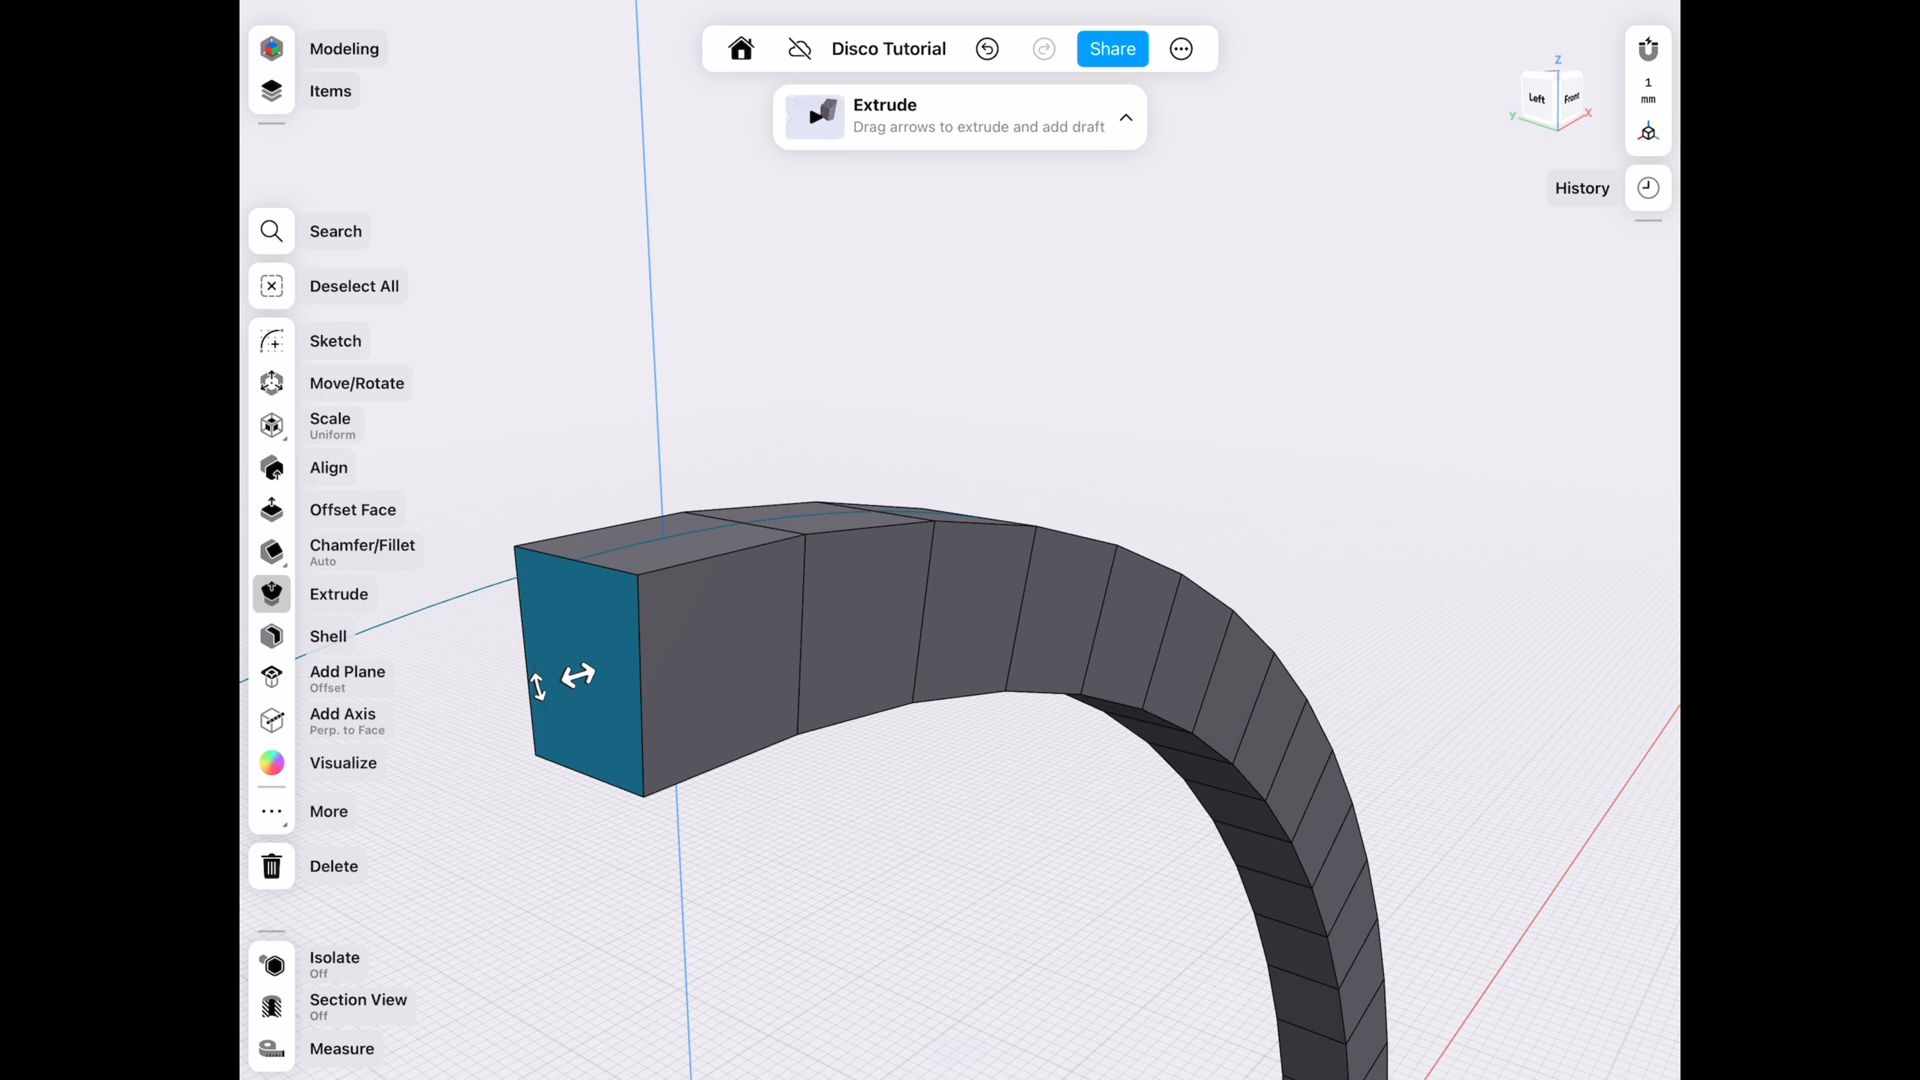 Modeling
Items
Disco Tutorial
Share
Extrude
Drag arrows to extrude and add draft
Z
Left
Front
Y
X
1
mm
History
Search
Deselect All
Sketch
Move/Rotate
Scale
Uniform
Align
Offset Face
Chamfer/Fillet
Auto
Extrude
Shell
Add Plane
Offset
Add Axis
Perp. to Face
Visualize
More
Delete
Isolate
Off
Section View
Off
Measure